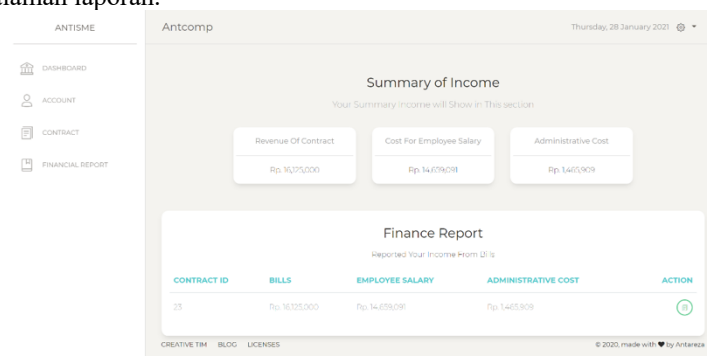 alaman laporan.
ANTISME
Antcomp
Thursday, 28 January 2021
DASHBOARD
ACCOUNT
CONTRACT
FINANCIAL REPORT
Summary of Income
Your Summary Income will Show in This section
Revenue Of Contract
Cost For Employee Salary
Administrative Cost
Rp. 16,125,000
Rp. 14,659,091
Rp. 1,465,909
Finance Report
Reported Your Income From Bills
CONTRACT ID BILLS EMPLOYEE SALARY ADMINISTRATIVE COST ACTION
23 Rp. 16,125,000 Rp. 14,659,091 Rp. 1,465,909
CREATIVE TIM BLOG LICENSES
© 2020, made with ♥ by Antareza